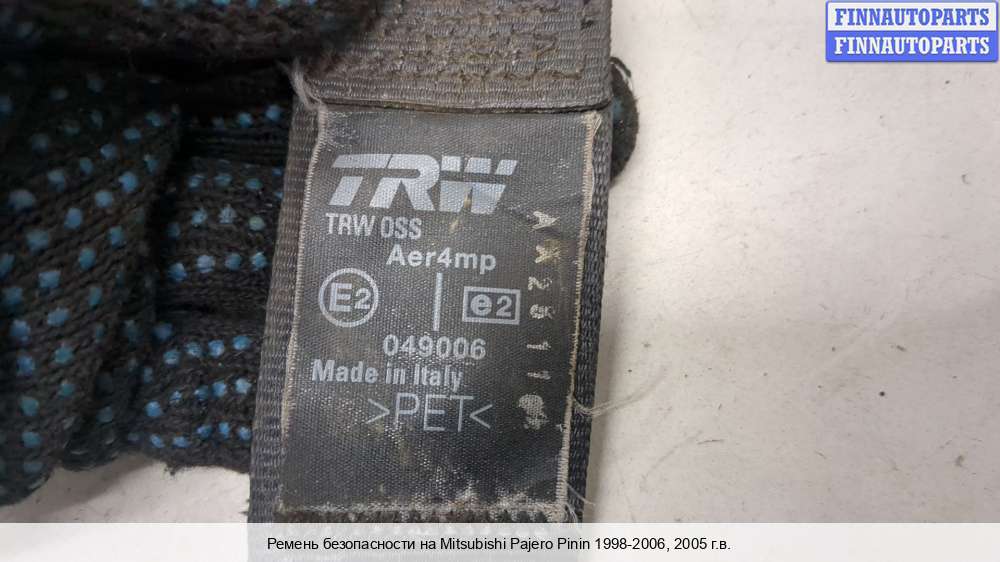 FINNAUTOPARTS
FINNAUTOPARTS
TRW
TRW OSS
Aer4mp
E2
e2
049006
Made in Italy
>PET<
Ремень безопасности на Mitsubishi Pajero Pinin 1998-2006, 2005 г.в.